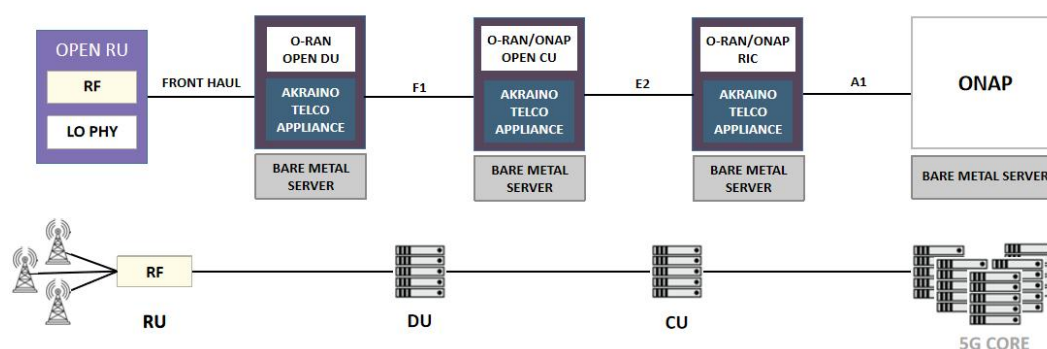 OPEN RU
RF
LO PHY
FRONT HAUL
O-RAN
OPEN DU
AKRAINO
TELCO
APPLIANCE
BARE METAL
SERVER
F1
O-RAN/ONAP
OPEN CU
AKRAINO
TELCO
APPLIANCE
BARE METAL
SERVER
E2
O-RAN/ONAP
RIC
AKRAINO
TELCO
APPLIANCE
BARE METAL
SERVER
A1
ONAP
BARE METAL SERVER
RF
RU
DU
CU
5G CORE